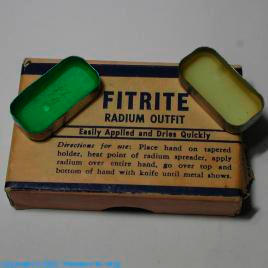 FITRITE
RADIUM OUTFIT
Easily Applied and Dries Quickly
Directions for use: Place hand on tapered
holder, heat point of radium spreader, apply
radium over entire hand, go over top and
bottom of hand with knife until metal shows.